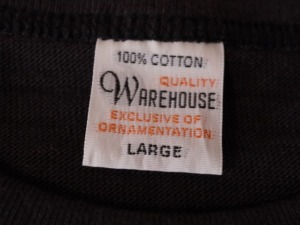 100% COTTON
QUALITY
WAREHOUSE
EXCLUSIVE OF
ORNAMENTATION
LARGE